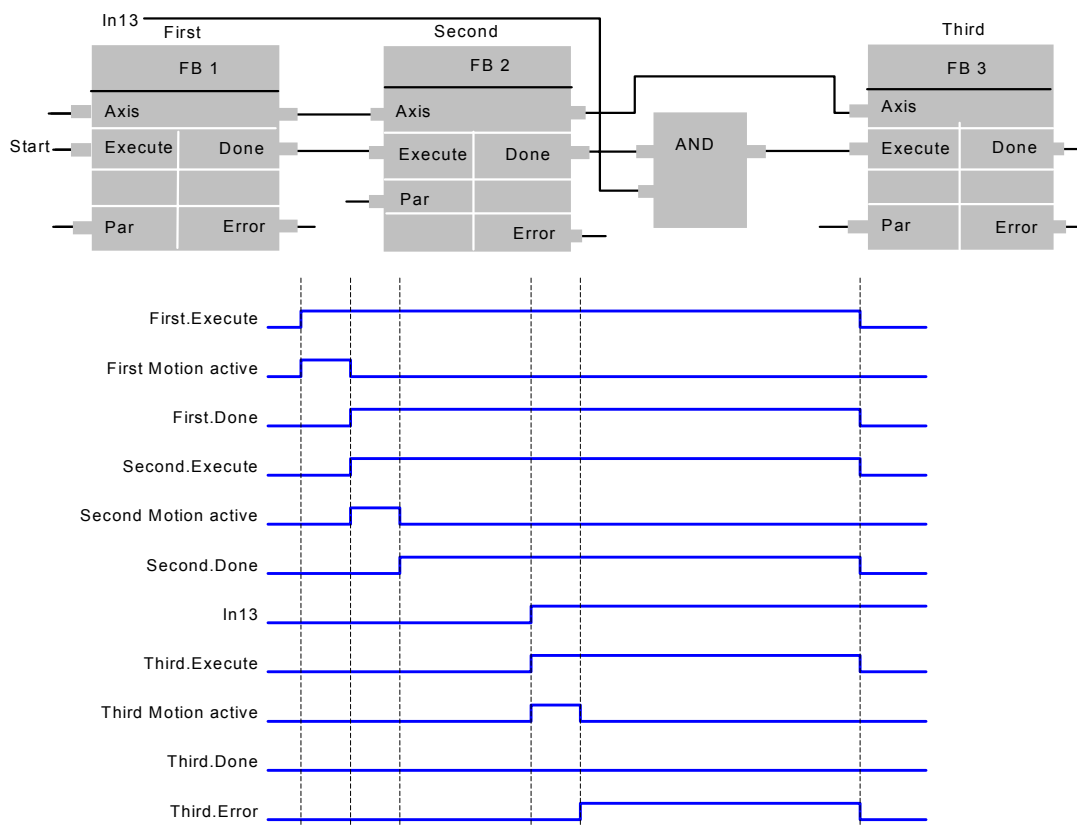 In13
First
Second
Third
FB 1
FB 2
FB 3
Axis
Axis
Axis
Start
Execute
Done
Execute
Done
AND
Execute
Done
Par
Error
Par
Error
Par
Error
First.Execute
First Motion active
First.Done
Second.Execute
Second Motion active
Second.Done
In13
Third.Execute
Third Motion active
Third.Done
Third.Error